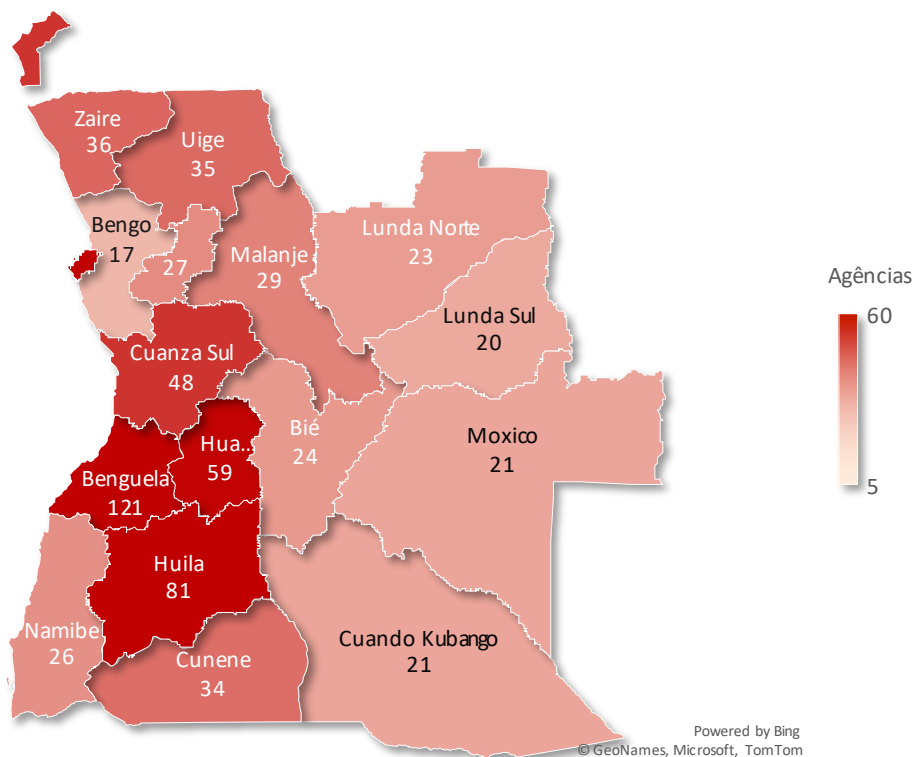 Zaire
36
Uige
35
Bengo
17
27
Malanje
29
Lunda Norte
23
Lunda Sul
20
Agências
60
5
Cuanza Sul
48
Hua..
59
Bié
24
Moxico
21
Benguela
121
Huila
81
Namibe
26
Cunene
34
Cuando Kubango
21
Powered by Bing
© GeoNames, Microsoft, TomTom